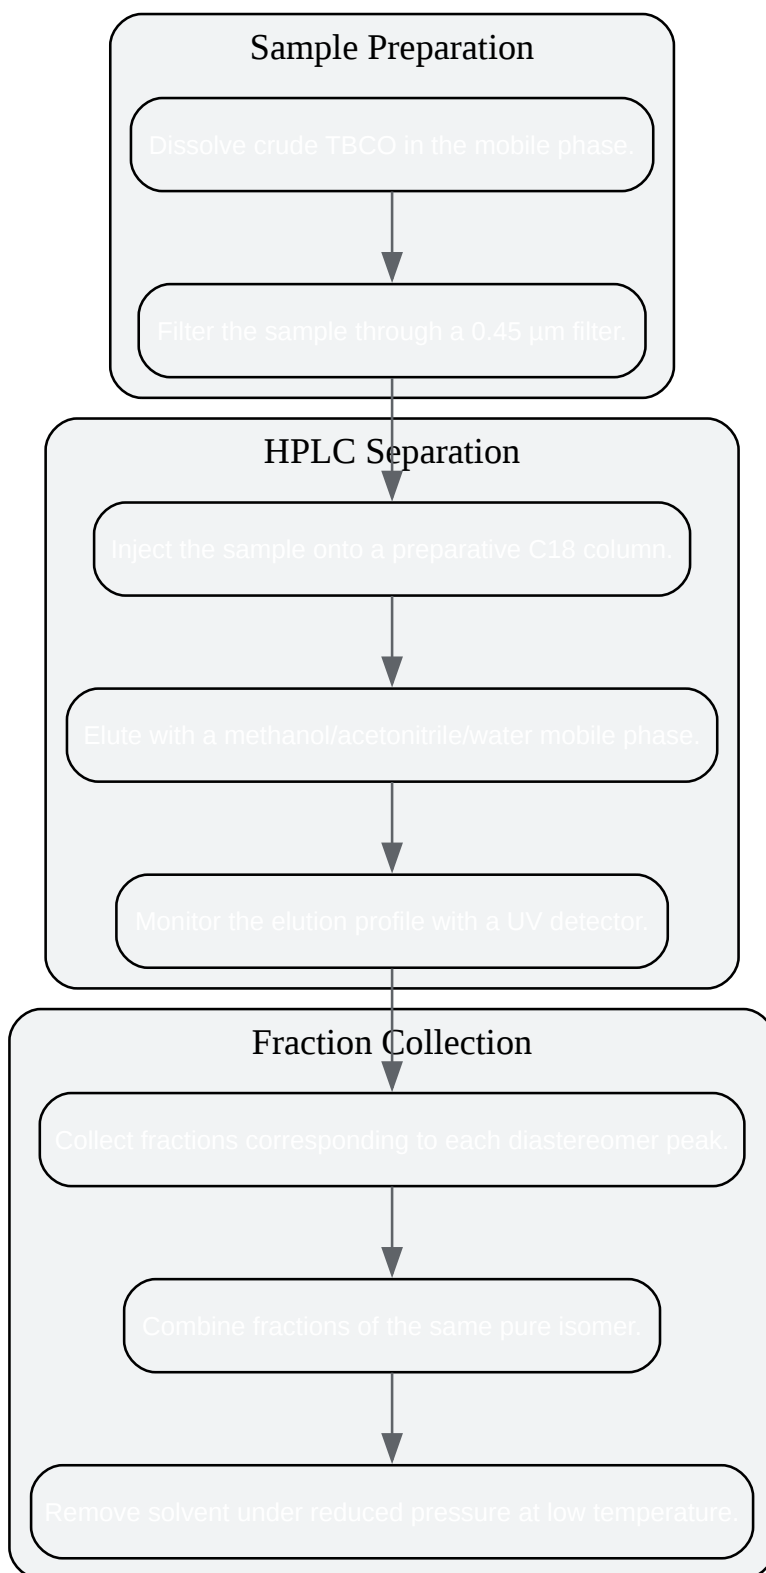 Sample Preparation
Dissolve crude TBCO in the mobile phase.
Filter the sample through a 0.45 µm filter.
HPLC Separation
Inject the sample onto a preparative C18 column.
Elute with a methanol/acetonitrile/water mobile phase.
Monitor the elution profile with a UV detector.
Fraction Collection
Collect fractions corresponding to each diastereomer peak.
Combine fractions of the same pure isomer.
Remove solvent under reduced pressure at low temperature.